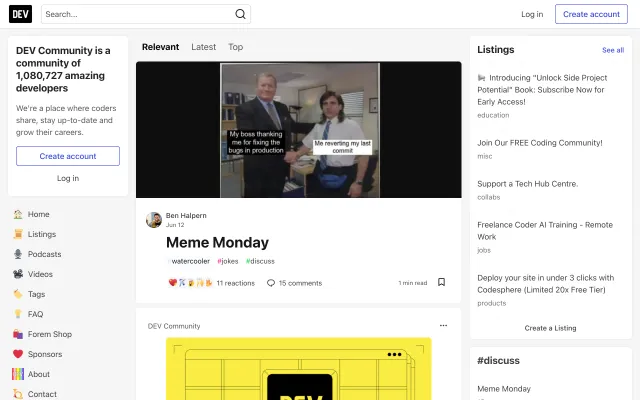 DEV
Search...
Log in
Create account
DEV Community is a
community of
1,080,727 amazing
developers
We're a place where coders
share, stay up-to-date and
grow their careers.
Create account
Log in
Home
Listings
Podcasts
Videos
Tags
FAQ
Forem Shop
Sponsors
About
Contact
Relevant
Latest
Top
My boss thanking
me for fixing the
bugs in production
Me reverting my last
commit
Ben Halpern
Jun 12
Meme Monday
watercooler
#jokes
#discuss
11 reactions
15 comments
1 min read
DEV Community
DEV
Listings
See all
Introducing "Unlock Side Project
Potential" Book: Subscribe Now for
Early Access!
education
Join Our FREE Coding Community!
misc
Support a Tech Hub Centre.
collabs
Freelance Coder AI Training - Remote
Work
jobs
Deploy your site in under 3 clicks with
Codesphere (Limited 20x Free Tier)
products
Create a Listing
#discuss
Meme Monday